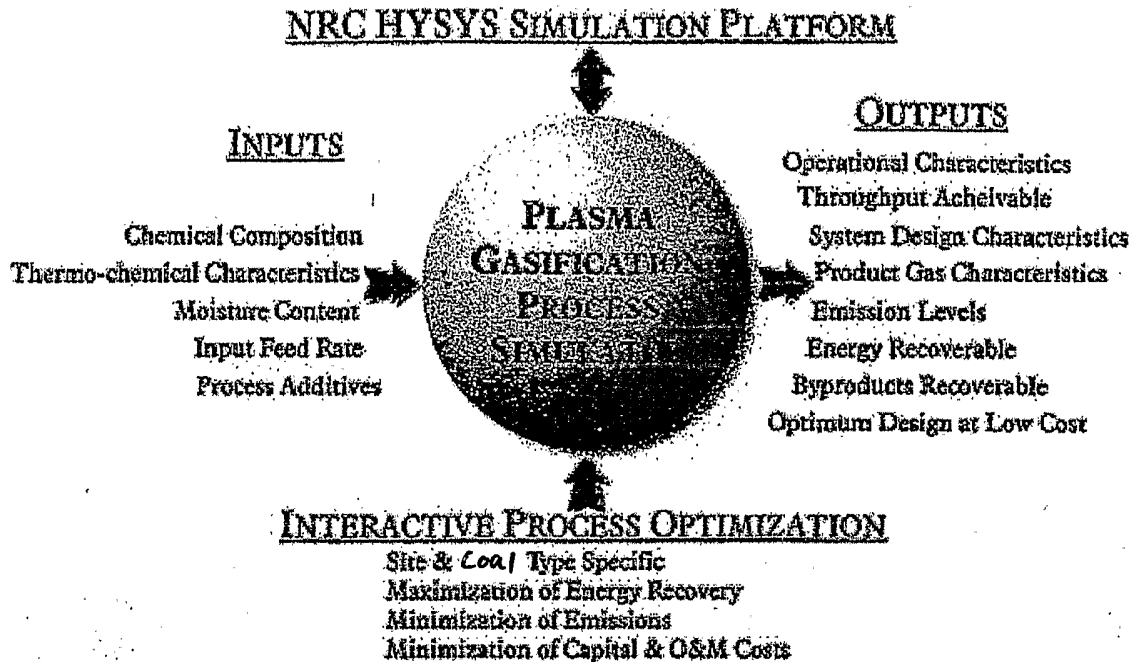 NRC HYSYS SIMULATION PLATFORM
INPUTS
Chemical Composition
Thermo-chemical Characteristics
Moisture Content
Input Feed Rate
Process Additives
PLASMA
GASIFICATION
PROCESS
SIMULATION
OUTPUTS
Operational Characteristics
Throughput Acheivable
System Design Characteristics
Product Gas Characteristics
Emission Levels
Energy Recoverable
Byproducts Recoverable
Optimum Design at Low Cost
INTERACTIVE PROCESS OPTIMIZATION
Site & Coal Type Specific
Maximization of Energy Recovery
Minimization of Emissions
Minimization of Capital & O&M Costs